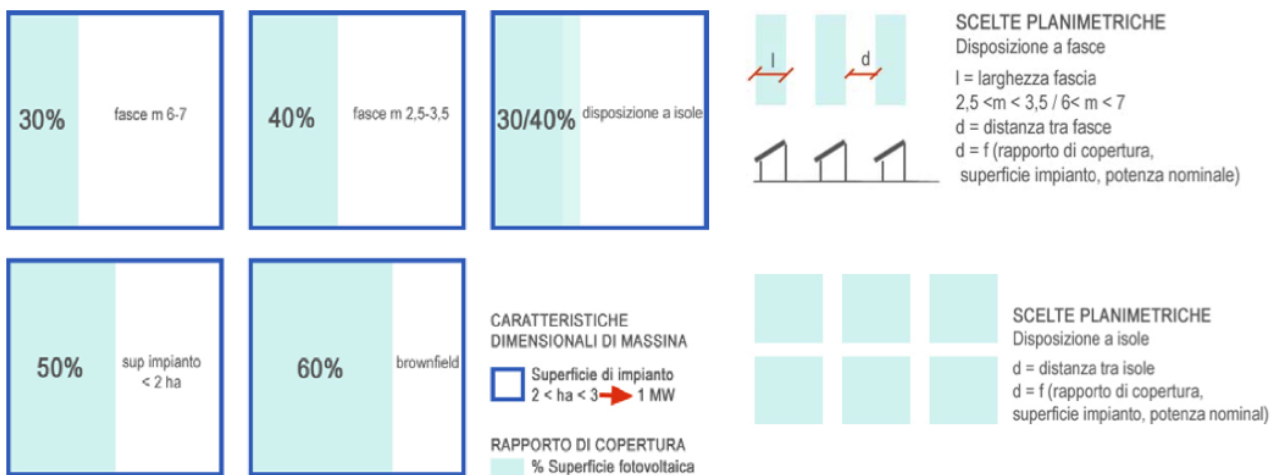 30%
fasce m 6-7
40%
fasce m 2,5-3,5
30/40%
disposizione a isole
l
d
SCELTE PLANIMETRICHE
Disposizione a fasce
l = larghezza fascia
2,5 <m < 3,5 / 6< m < 7
d = distanza tra fasce
d = f (rapporto di copertura,
superficie impianto, potenza nominale)
50%
sup impianto
< 2 ha
60%
brownfield
CARATTERISTICHE
DIMENSIONALI DI MASSINA
Superficie di impianto
2 < ha < 3 1 MW
RAPPORTO DI COPERTURA
% Superficie fotovoltaica
SCELTE PLANIMETRICHE
Disposizione a isole
d = distanza tra isole
d = f (rapporto di copertura,
superficie impianto, potenza nominal)